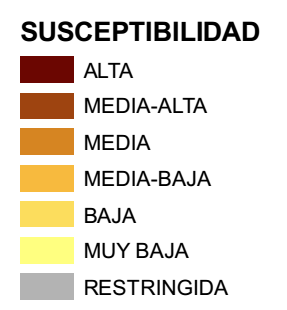 SUSCEPTIBILIDAD
ALTA
MEDIA-ALTA
MEDIA
MEDIA-BAJA
BAJA
MUY BAJA
RESTRINGIDA